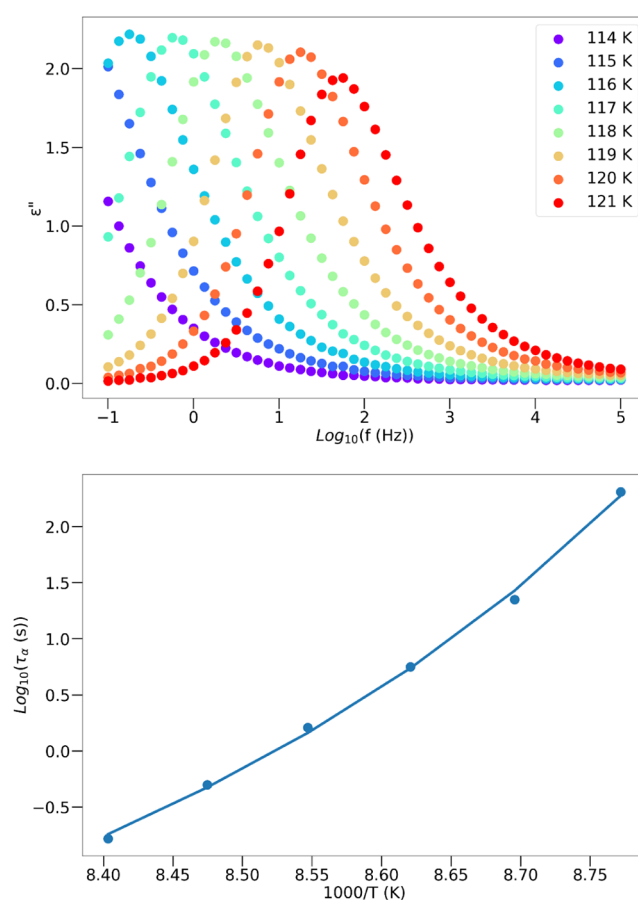 2.0
1.5
1.0
0.5
0.0
ε"
114 K
115 K
116 K
117 K
118 K
119 K
120 K
121 K
−1 0 1 2 3 4 5
Log₁₀(f (Hz))
2.0
1.5
1.0
0.5
0.0
−0.5
Log₁₀(τα (s))
8.40 8.45 8.50 8.55 8.60 8.65 8.70 8.75
1000/T (K)